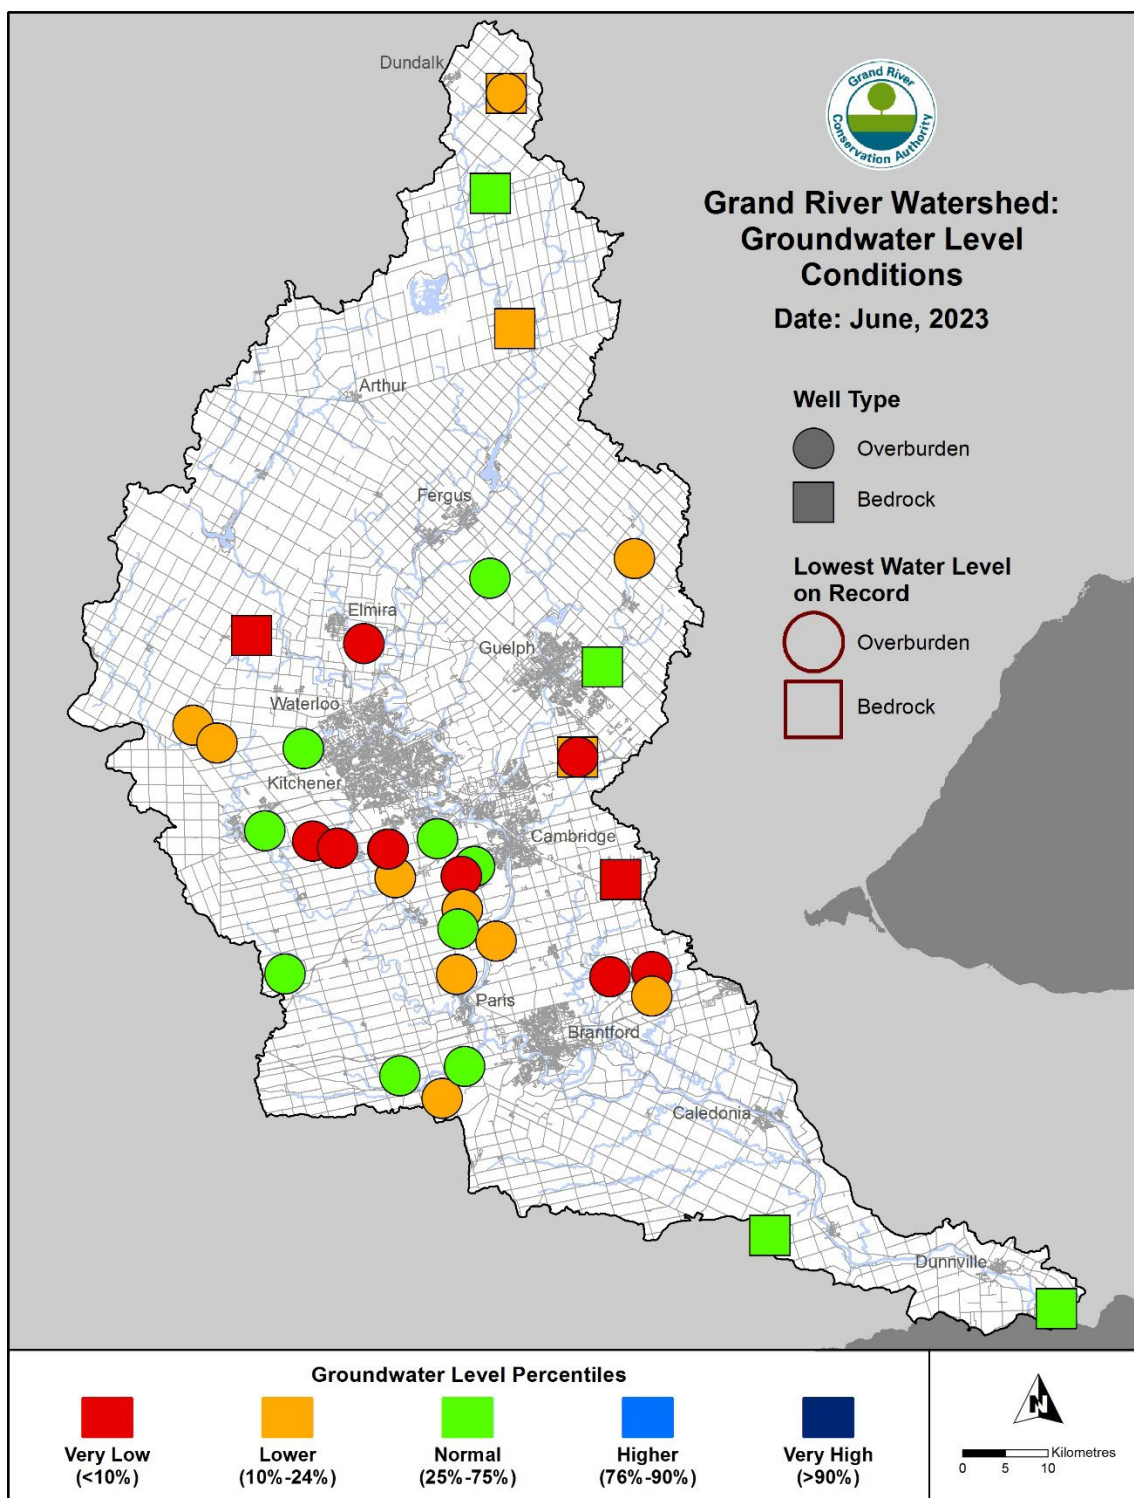 Grand River
Conservation Authority
Grand River Watershed:
Groundwater Level
Conditions
Date: June, 2023
Well Type
Overburden
Bedrock
Lowest Water Level
on Record
Overburden
Bedrock
Dundalk
Arthur
Fergus
Elmira
Guelph
Waterloo
Kitchener
Cambridge
Paris
Brantford
Caledonia
Dunnville
Groundwater Level Percentiles
Very Low
(<10%)
Lower
(10%-24%)
Normal
(25%-75%)
Higher
(76%-90%)
Very High
(>90%)
N
Kilometres
0 5 10